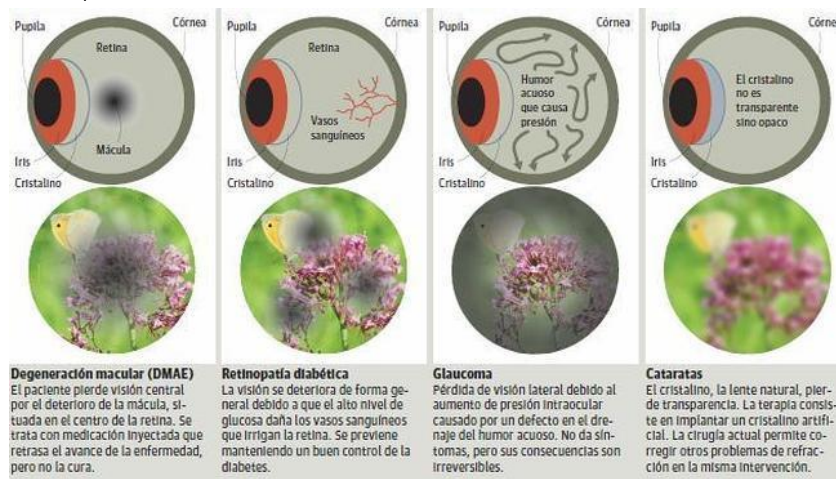 Pupila
Córnea
Retina
Mácula
Iris
Cristalino
Degeneración macular (DMAE)
El paciente pierde visión central
por el deterioro de la mácula, si-
tuada en el centro de la retina. Se
trata con medicación inyectada que
retrasa el avance de la enfermedad,
pero no la cura.
Pupila
Córnea
Retina
Vasos
sanguíneos
Iris
Cristalino
Retinopatía diabética
La visión se deteriora de forma ge-
neral debido a que el alto nivel de
glucosa daña los vasos sanguíneos
que irrigan la retina. Se previene
manteniendo un buen control de la
diabetes.
Pupila
Córnea
Humor
acuoso
que causa
presión
Iris
Cristalino
Glaucoma
Pérdida de visión lateral debido al
aumento de presión intraocular
causado por un defecto en el dre-
naje del humor acuoso. No da sín-
tomas, pero sus consecuencias son
irreversibles.
Pupila
Córne
El cristalino
no es
transparente
sino opaco
Iris
Cristalino
Cataratas
El cristalino, la lente natural, pier-
de transparencia. La terapia consis-
te en implantar un cristalino artifi-
cial. La cirugía actual permite co-
rregir otros problemas de refrac-
ción en la misma intervención.